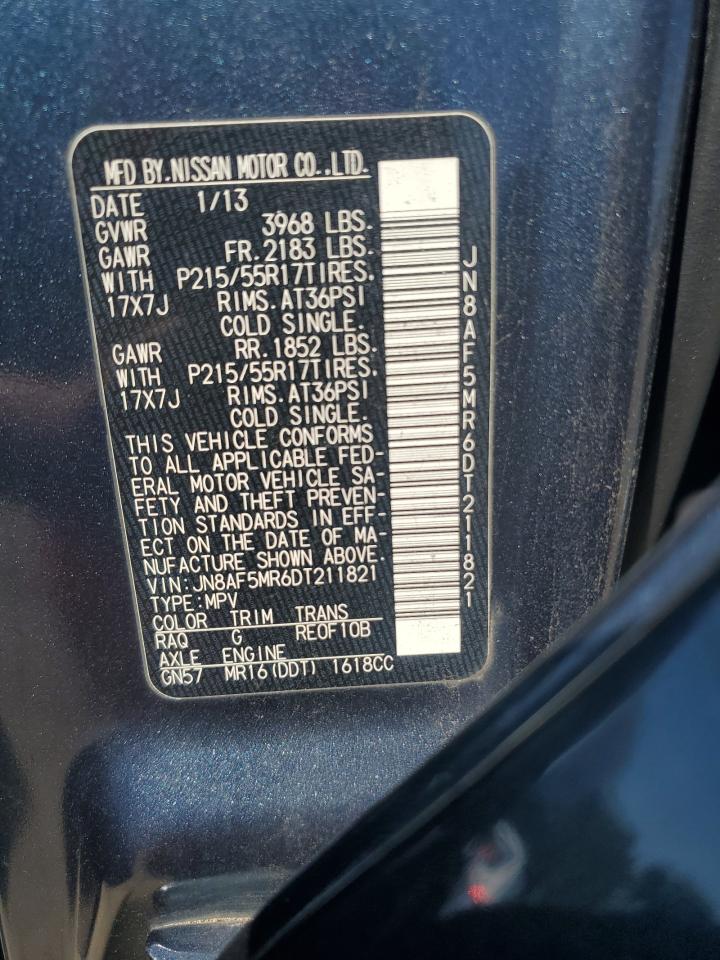 MFD BY.NISSAN MOTOR CO.,LTD.
DATE 1/13
GVWR 3968 LBS.
GAWR FR.2183 LBS.
WITH P215/55R17TIRES.
17X7J RIMS.AT36PSI
COLD SINGLE.
GAWR RR.1852 LBS.
WITH P215/55R17TIRES.
17X7J RIMS.AT36PSI
COLD SINGLE.
THIS VEHICLE CONFORMS
TO ALL APPLICABLE FED-
ERAL MOTOR VEHICLE SA-
FETY AND THEFT PREVEN-
TION STANDARDS IN EFF-
ECT ON THE DATE OF MA-
NUFACTURE SHOWN ABOVE.
VIN:JN8AF5MR6DT211821
TYPE:MPV
COLOR TRIM TRANS
RAQ G RE0F10B
AXLE ENGINE
GN57 MR16(DDT) 1618CC
JN8AF5MR6DT211821